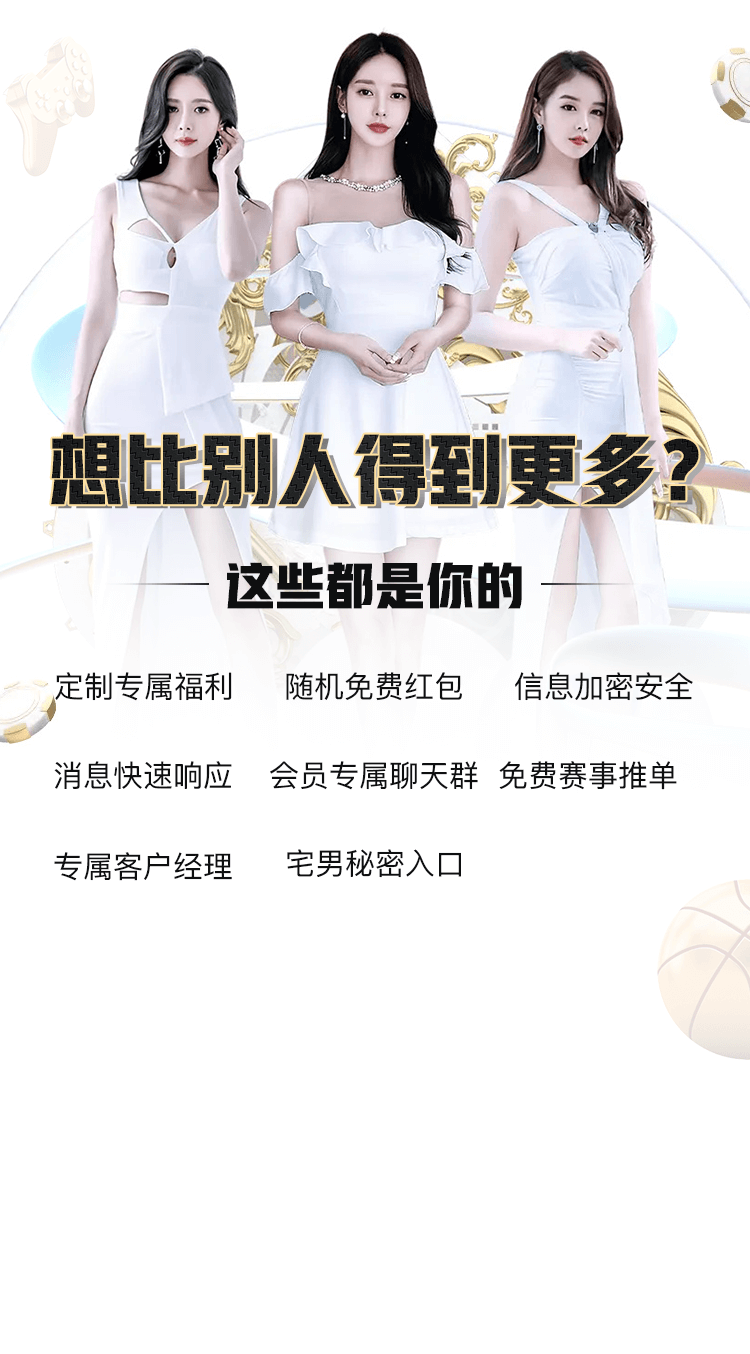 想比别人得到更多?
这些都是你的
定制专属福利 随机免费红包 信息加密安全
消息快速响应 会员专属聊天群 免费赛事推单
专属客户经理 宅男秘密入口